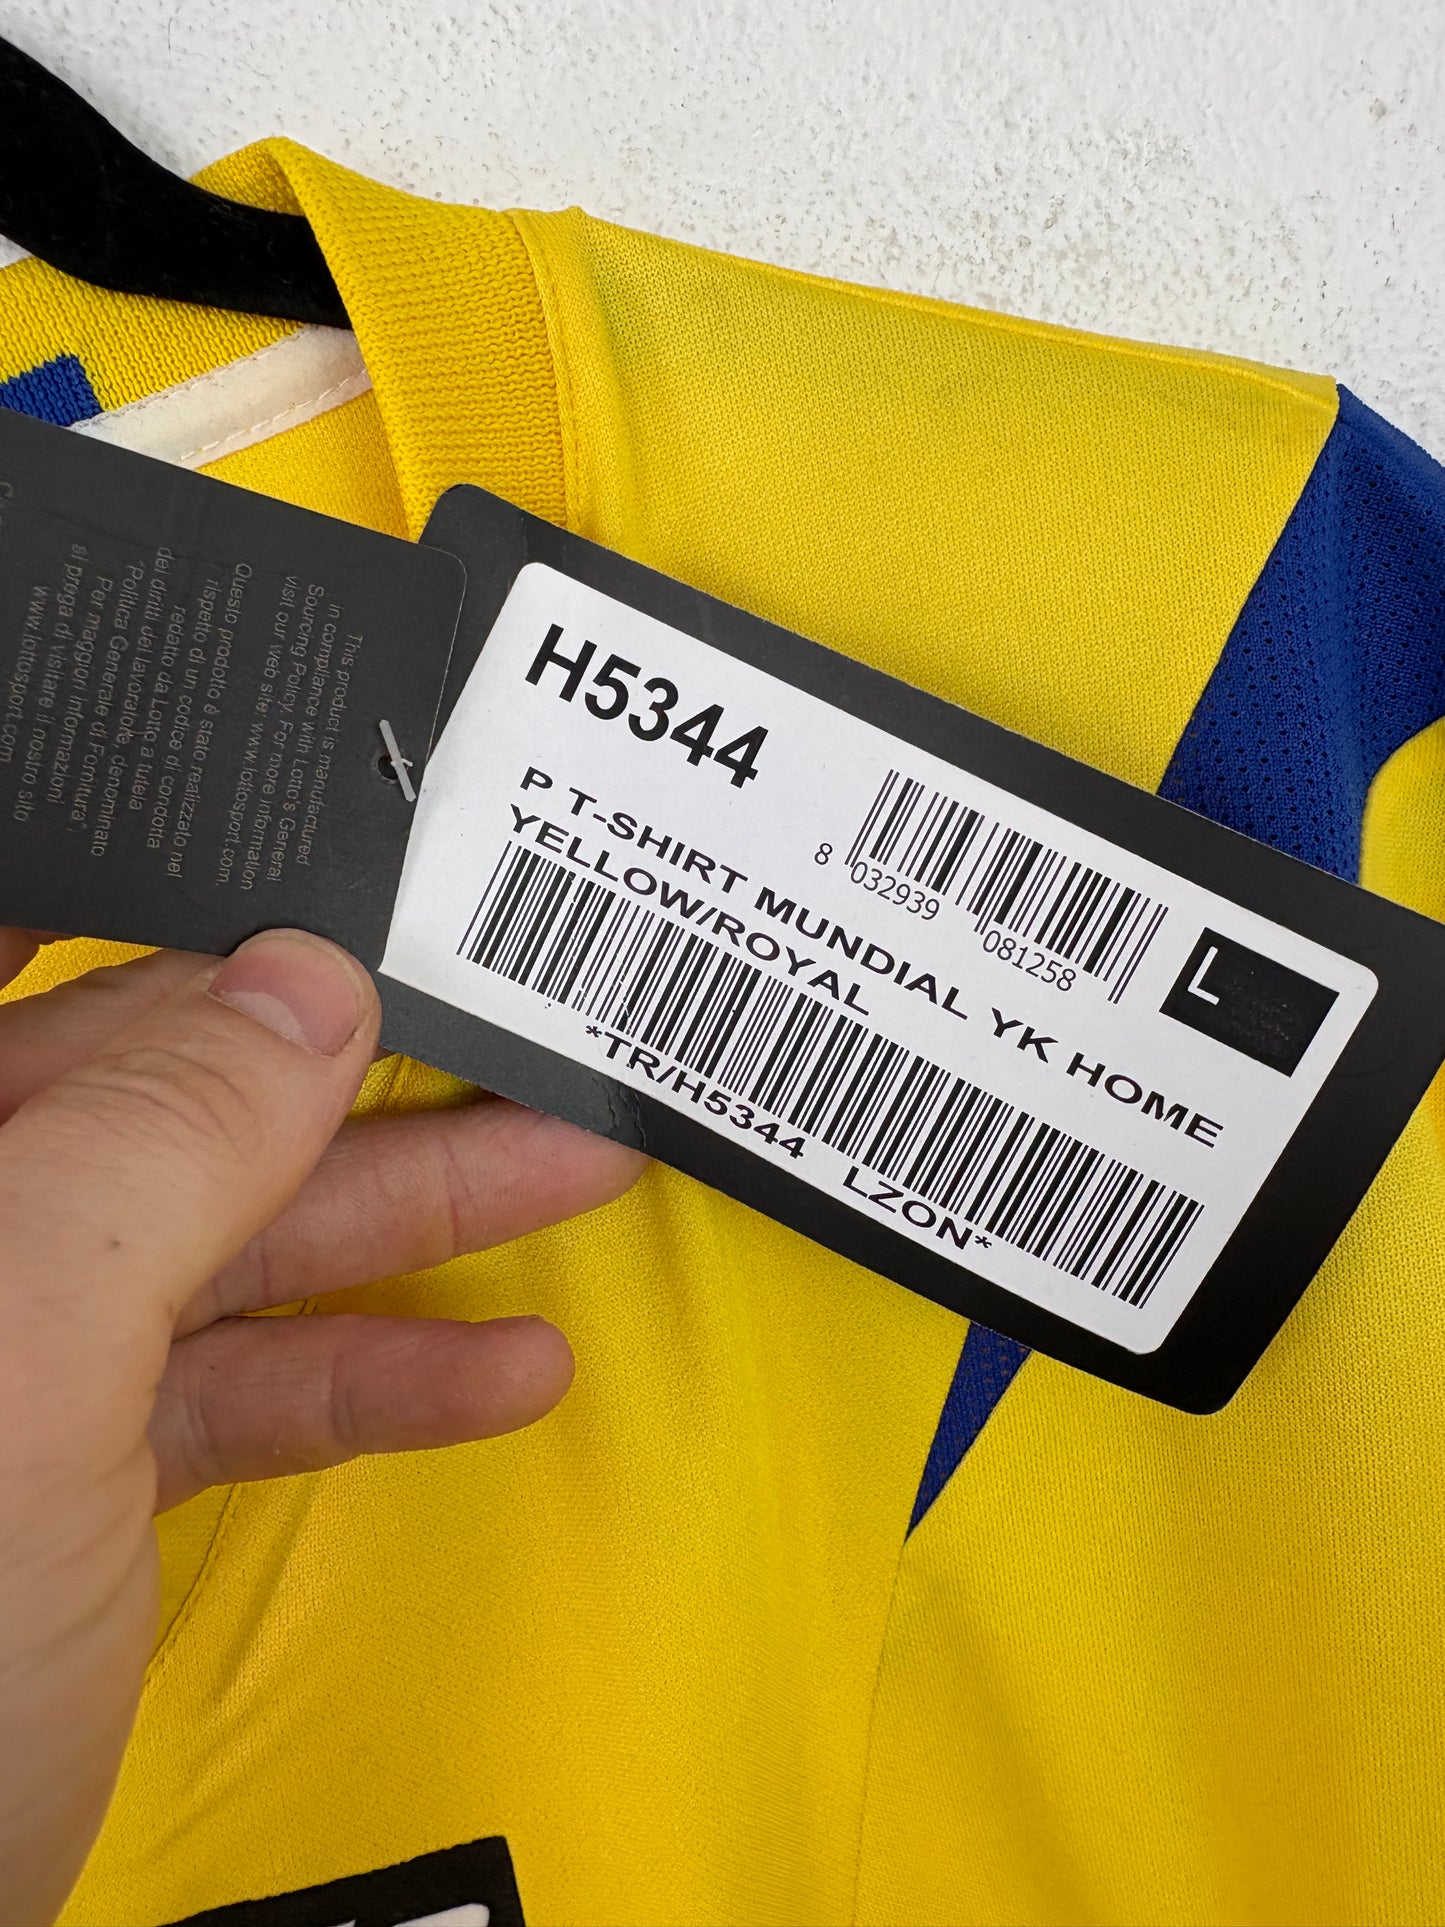 This product is manufactured
in compliance with Lotto's General
Sourcing Policy. For more information
visit our web site: www.lottosport.com.
Questo prodotto è stato realizzato nel
rispetto di un codice di condotta
redatto da Lotto a tutela
dei diritti del lavoratore, denominato
"Politica Generale di Fornitura".
Per maggiori informazioni
si prega di visitare il nostro sito
www.lottosport.com
H5344
8 032939 081258
L
P T-SHIRT MUNDIAL YK HOME
YELLOW/ROYAL
*TR/H5344 LZON*